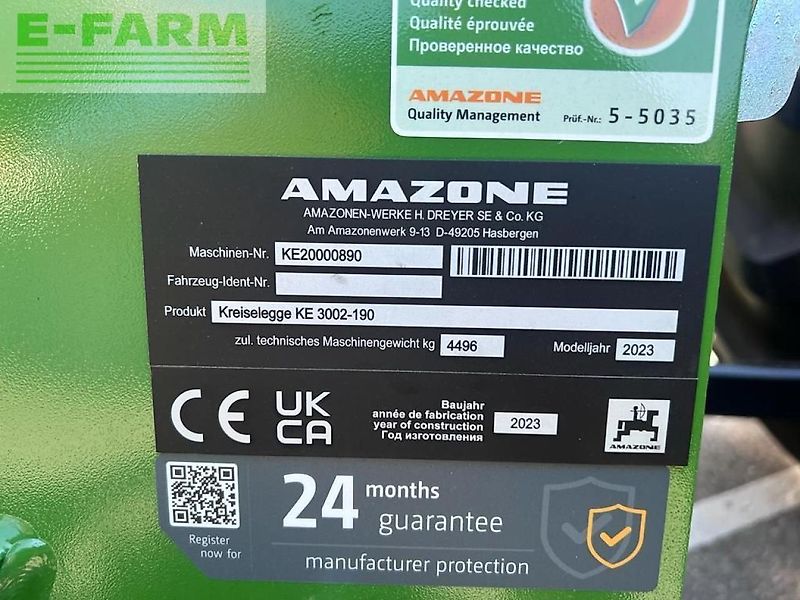 E-FARM
Quality checked
Qualité éprouvée
Проверенное качество
AMAZONE
Quality Management
Prüf.-Nr.: 5-5035
AMAZONE
AMAZONEN-WERKE H. DREYER SE & Co. KG
Am Amazonenwerk 9-13 D-49205 Hasbergen
Maschinen-Nr. KE20000890
Fahrzeug-Ident-Nr.
Produkt Kreiselegge KE 3002-190
zul. technisches Maschinengewicht kg 4496 Modelljahr 2023
CE
UK
CA
Baujahr
année de fabrication
year of construction
Год изготовления
2023
AMAZONE
24 months
guarantee
Register
now for
manufacturer protection